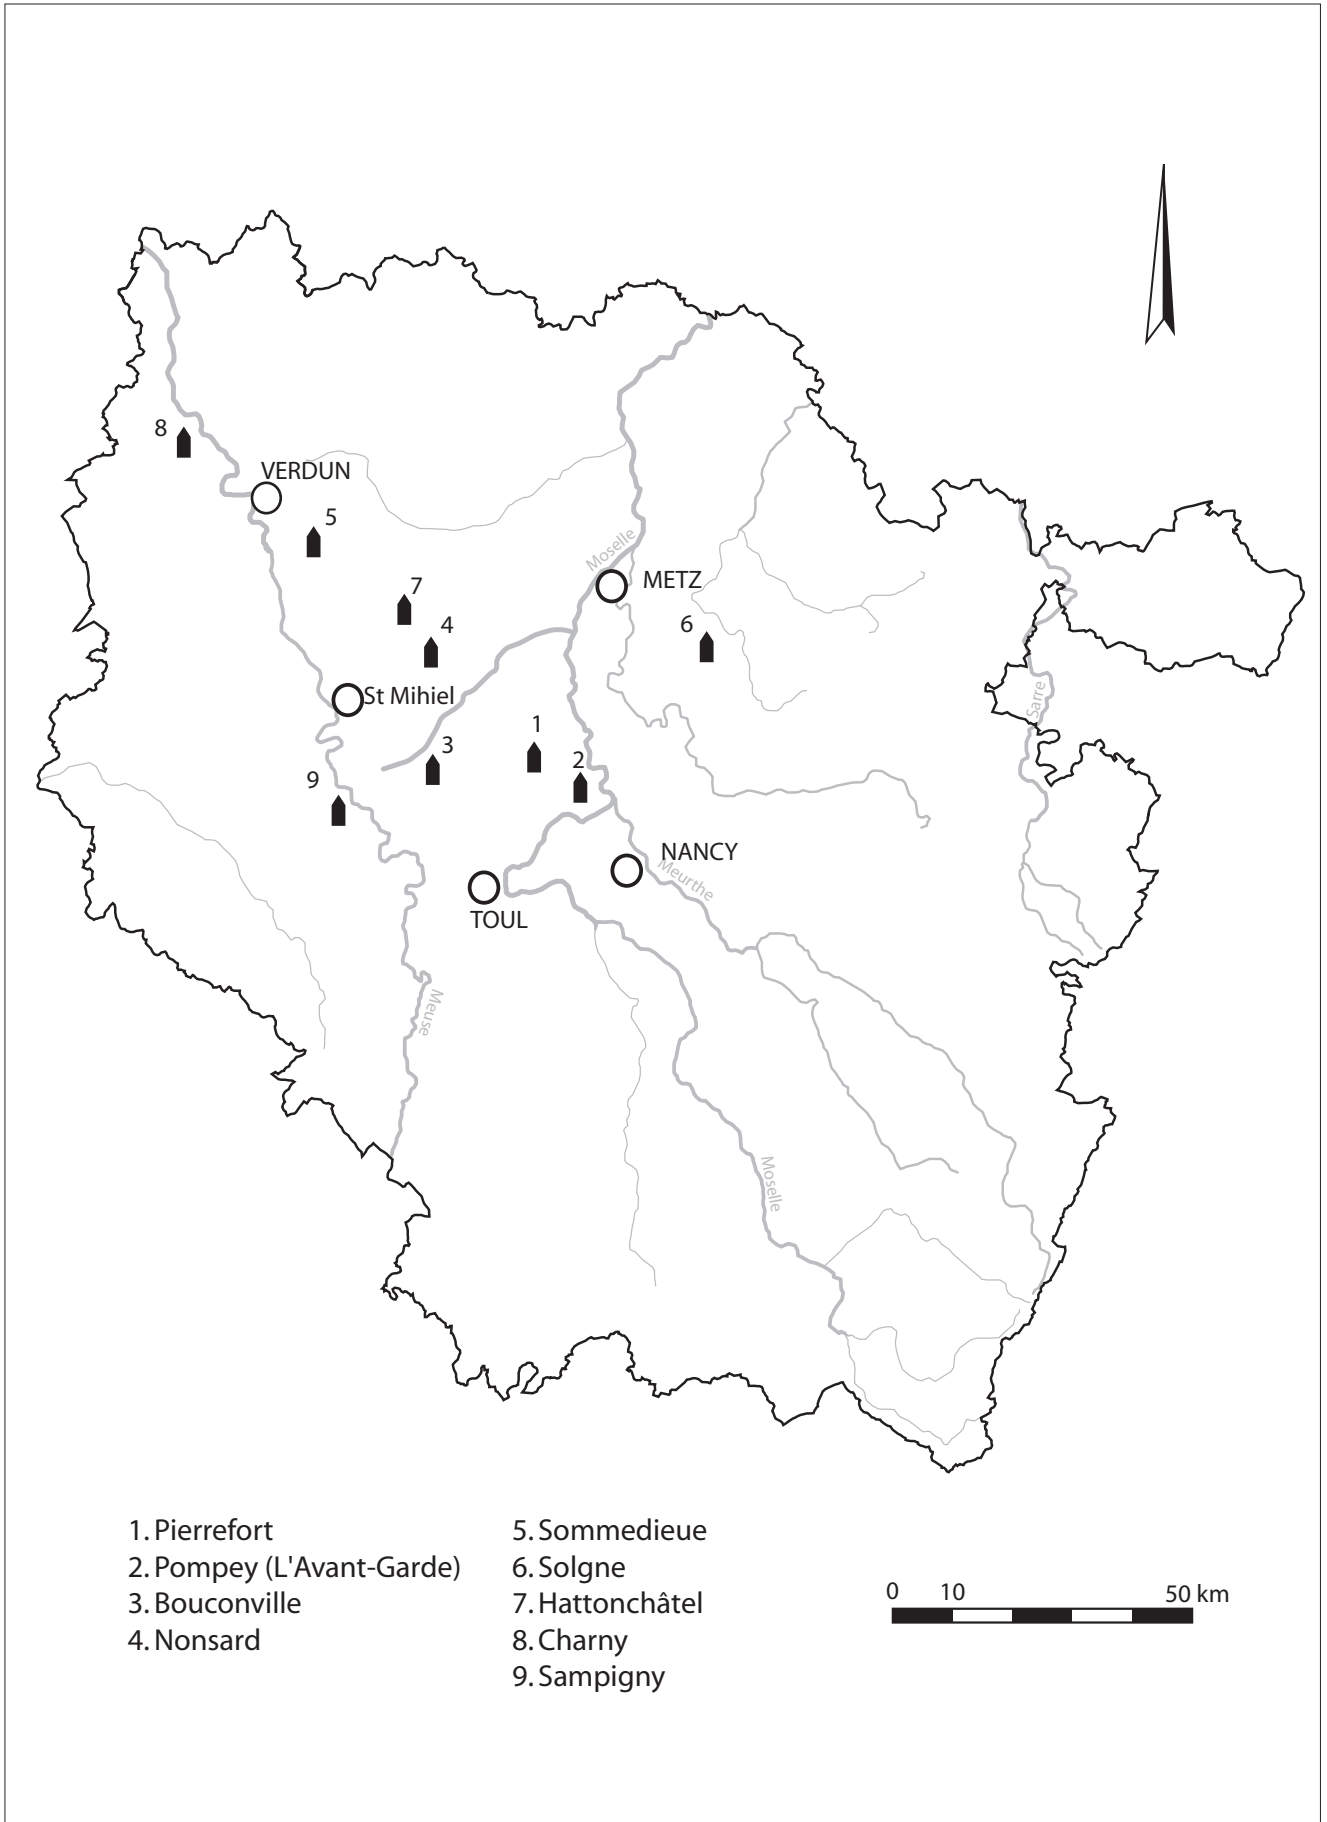 8
VERDUN
5
Moselle
METZ
7
6
4
St Mihiel
Sarre
1
3
2
9
NANCY
Meurthe
TOUL
Meuse
Moselle
1. Pierrefort
2. Pompey (L'Avant-Garde)
3. Bouconville
4. Nonsard
5. Sommedieue
6. Solgne
7. Hattonchâtel
8. Charny
9. Sampigny
0 10 50 km